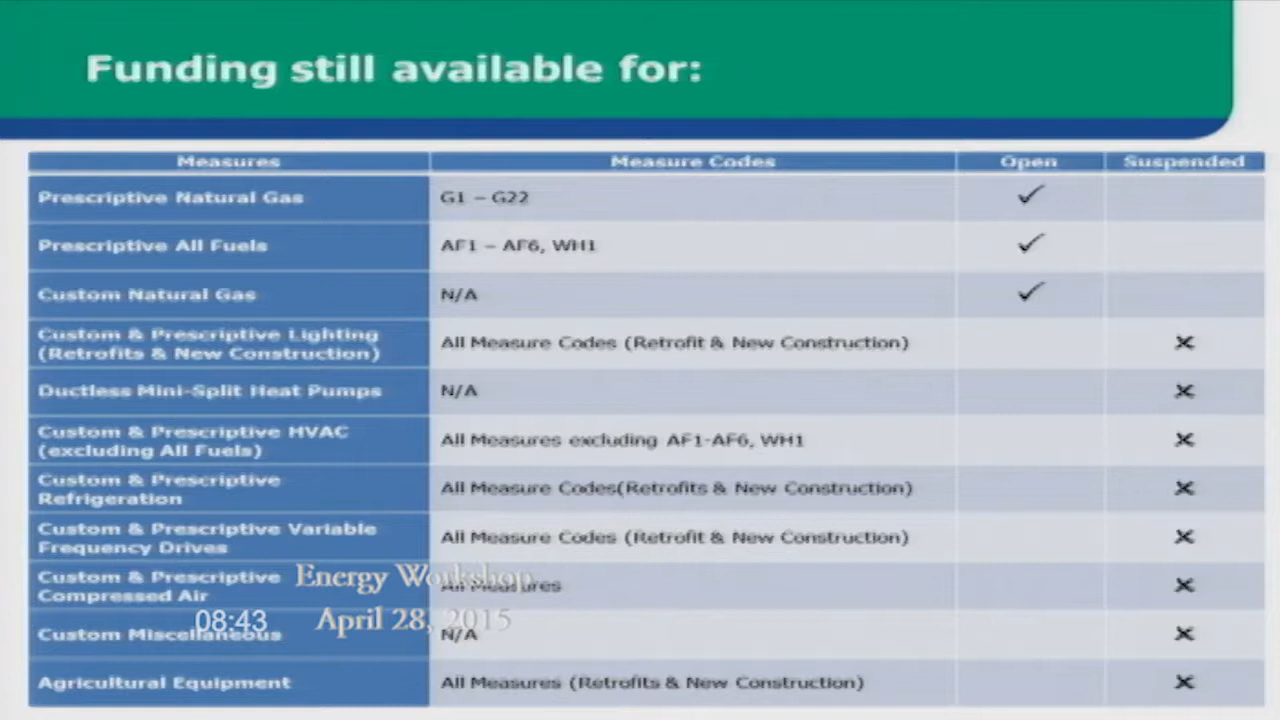 Funding still available for:
Measures Measure Codes Open Suspended
Prescriptive Natural Gas G1 – G22 ✓
Prescriptive All Fuels AF1 – AF6, WH1 ✓
Custom Natural Gas N/A ✓
Custom & Prescriptive Lighting
(Retrofits & New Construction) All Measure Codes (Retrofit & New Construction) ×
Ductless Mini-Split Heat Pumps N/A ×
Custom & Prescriptive HVAC
(excluding All Fuels) All Measures excluding AF1-AF6, WH1 ×
Custom & Prescriptive
Refrigeration All Measure Codes(Retrofits & New Construction) ×
Custom & Prescriptive Variable
Frequency Drives All Measure Codes (Retrofit & New Construction) ×
Custom & Prescriptive
Compressed Air All Measures ×
Energy Workshop
08:43 April 28, 2015
Custom Miscellaneous N/A ×
Agricultural Equipment All Measures (Retrofits & New Construction) ×